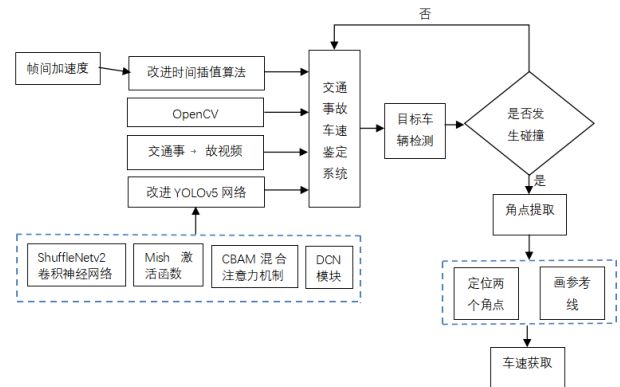 否
帧间加速度
改进时间插值算法
OpenCV
交通事 → 故视频
改进 YOLOv5 网络
交通
事故
车速
鉴定
系统
目标车
辆检测
是否发
生碰撞
是
角点提取
ShuffleNetv2
卷积神经网络
Mish 激
活函数
CBAM 混合
注意力机制
DCN
模块
定位两
个角点
画参考
线
车速获取